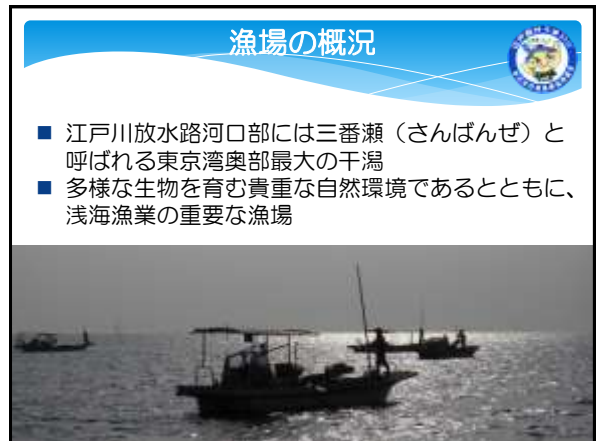 漁場の概況
■ 江戸川放水路河口部には三番瀬（さんばんぜ）と
呼ばれる東京湾奥部最大の干潟
■ 多様な生物を育む貴重な自然環境であるとともに、
浅海漁業の重要な漁場